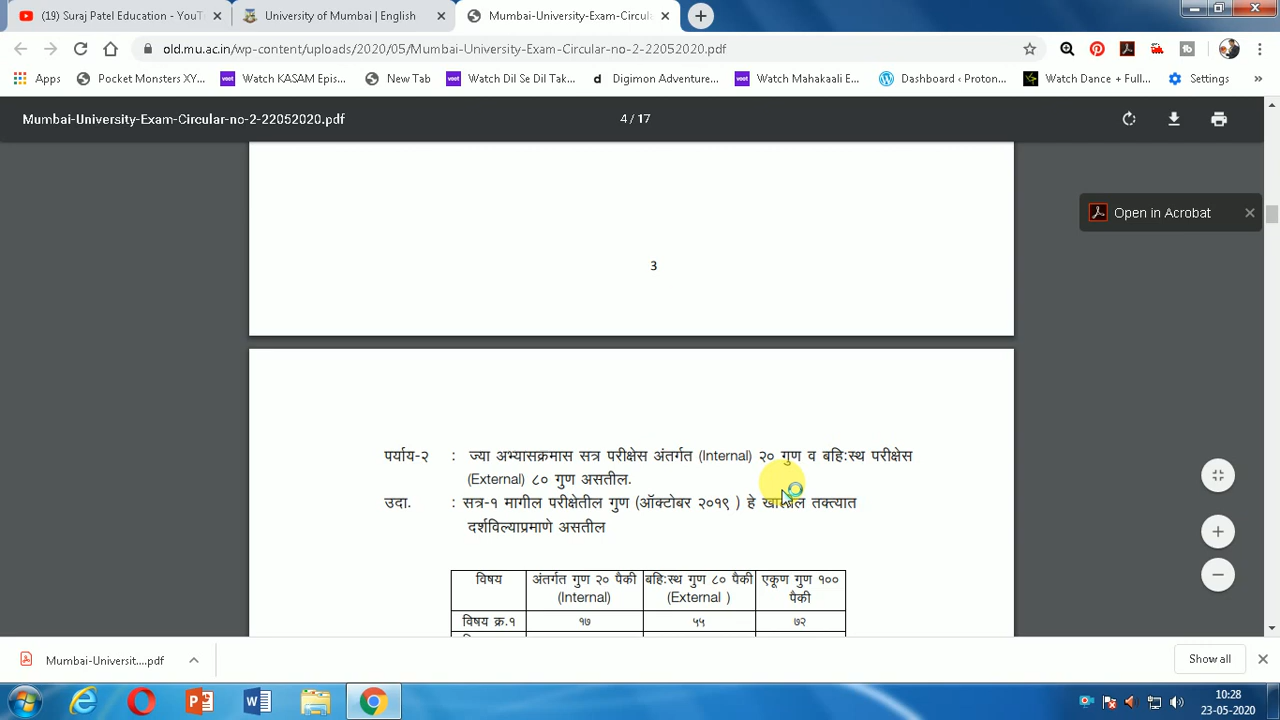 (19) Suraj Patel Education - YouT
University of Mumbai | English
Mumbai-University-Exam-Circul
old.mu.ac.in/wp-content/uploads/2020/05/Mumbai-University-Exam-Circular-no-2-22052020.pdf
Apps
Pocket Monsters XY...
Watch KASAM Epis...
New Tab
Watch Dil Se Dil Tak...
Digimon Adventure...
Watch Mahakaali E...
Dashboard ‹ Proton...
Watch Dance + Full...
Settings
Mumbai-University-Exam-Circular-no-2-22052020.pdf
4 / 17
Open in Acrobat
3
पर्याय-२ : ज्या अभ्यासक्रमास सत्र परीक्षेस अंतर्गत (Internal) २० गुण व बहि:स्थ परीक्षेस
(External) ८० गुण असतील.
उदा. : सत्र-१ मागील परीक्षेतील गुण (ऑक्टोबर २०१९ ) हे खालील तक्त्यात
दर्शविल्याप्रमाणे असतील
विषय
अंतर्गत गुण २० पैकी
(Internal)
बहि:स्थ गुण ८० पैकी
(External )
एकूण गुण १००
पैकी
विषय क्र.१ १७ ५५ ७२
Mumbai-Universit....pdf
Show all
10:28
23-05-2020